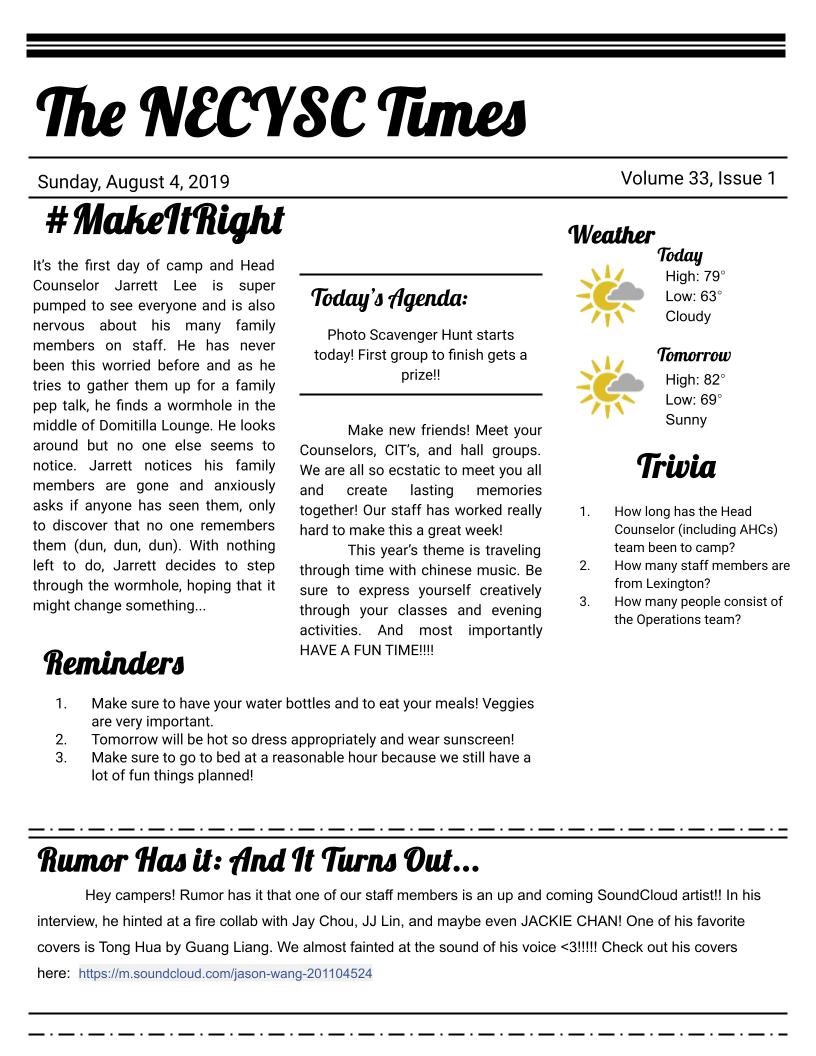 The NECYSC Times
Sunday, August 4, 2019
Volume 33, Issue 1
#MakeItRight
It’s the first day of camp and Head
Counselor Jarrett Lee is super
pumped to see everyone and is also
nervous about his many family
members on staff. He has never
been this worried before and as he
tries to gather them up for a family
pep talk, he finds a wormhole in the
middle of Domitilla Lounge. He looks
around but no one else seems to
notice. Jarrett notices his family
members are gone and anxiously
asks if anyone has seen them, only
to discover that no one remembers
them (dun, dun, dun). With nothing
left to do, Jarrett decides to step
through the wormhole, hoping that it
might change something...
Today’s Agenda:
Photo Scavenger Hunt starts
today! First group to finish gets a
prize!!
Make new friends! Meet your
Counselors, CIT’s, and hall groups.
We are all so ecstatic to meet you all
and create lasting memories
together! Our staff has worked really
hard to make this a great week!
This year’s theme is traveling
through time with chinese music. Be
sure to express yourself creatively
through your classes and evening
activities. And most importantly
HAVE A FUN TIME!!!!
Weather
Today
High: 79°
Low: 63°
Cloudy
Tomorrow
High: 82°
Low: 69°
Sunny
Trivia
1. How long has the Head
Counselor (including AHCs)
team been to camp?
2. How many staff members are
from Lexington?
3. How many people consist of
the Operations team?
Reminders
1. Make sure to have your water bottles and to eat your meals! Veggies
are very important.
2. Tomorrow will be hot so dress appropriately and wear sunscreen!
3. Make sure to go to bed at a reasonable hour because we still have a
lot of fun things planned!
Rumor Has it: And It Turns Out...
Hey campers! Rumor has it that one of our staff members is an up and coming SoundCloud artist!! In his
interview, he hinted at a fire collab with Jay Chou, JJ Lin, and maybe even JACKIE CHAN! One of his favorite
covers is Tong Hua by Guang Liang. We almost fainted at the sound of his voice <3!!!!! Check out his covers
here: https://m.soundcloud.com/jason-wang-201104524